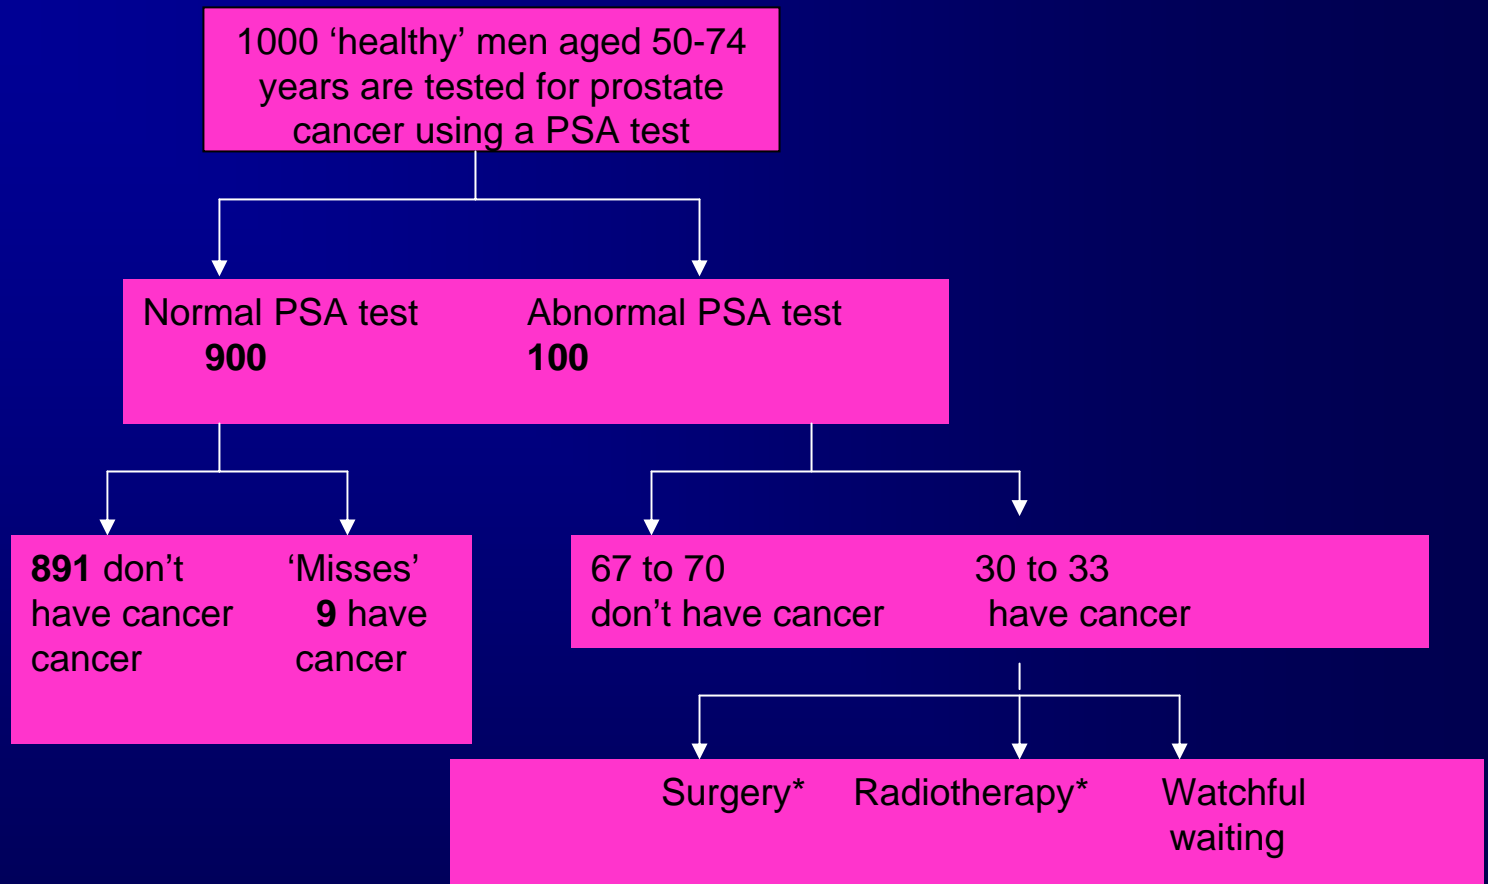 1000 ‘healthy’ men aged 50-74
years are tested for prostate
cancer using a PSA test
Normal PSA test
900
Abnormal PSA test
100
891 don’t
have cancer
cancer
‘Misses’
9 have
cancer
67 to 70
don’t have cancer
30 to 33
have cancer
Surgery*
Radiotherapy*
Watchful
waiting